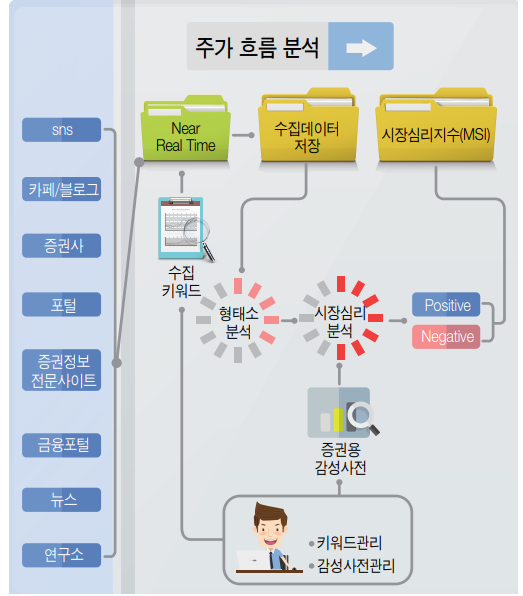 주가 흐름 분석
sns
카페/블로그
증권사
포털
증권정보
전문사이트
금융포털
뉴스
연구소
Near
Real Time
수집데이터
저장
시장심리지수(MSI)
수집
키워드
형태소
분석
시장심리
분석
Positive
Negative
증권용
감성사전
• 키워드관리
• 감성사전관리